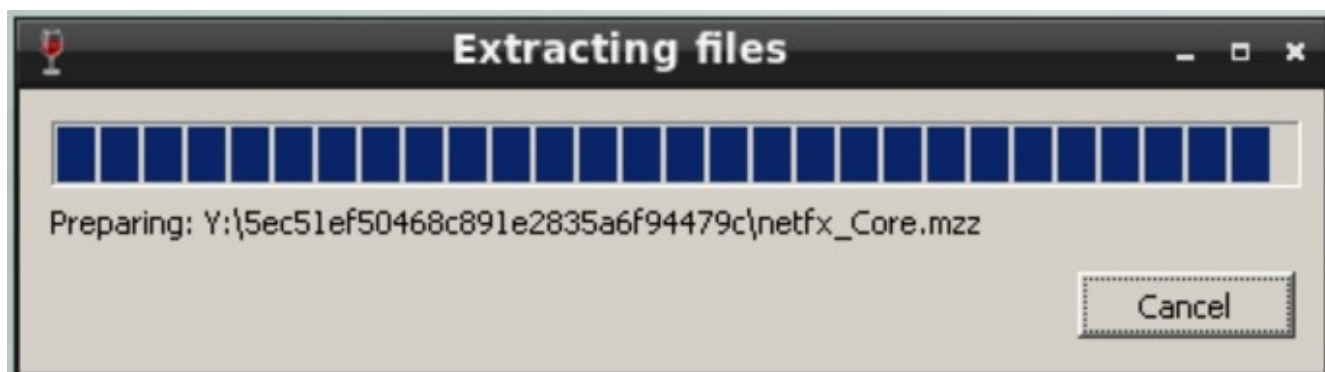 Extracting files
Preparing: Y:\5ec51ef50468c891e2835a6f94479c\netfx_Core.mzz
Cancel